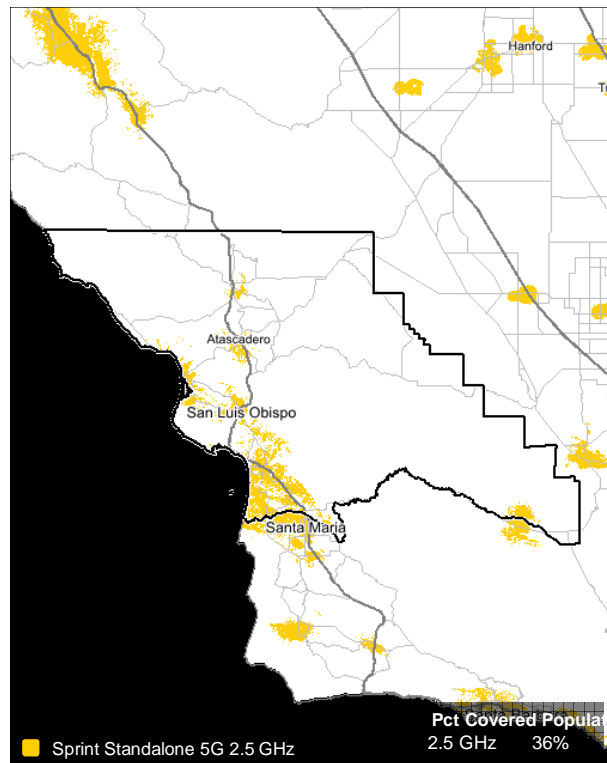 Hanford
Atascadero
San Luis Obispo
Santa Maria
Pct Covered Populat
2.5 GHz 36%
Sprint Standalone 5G 2.5 GHz